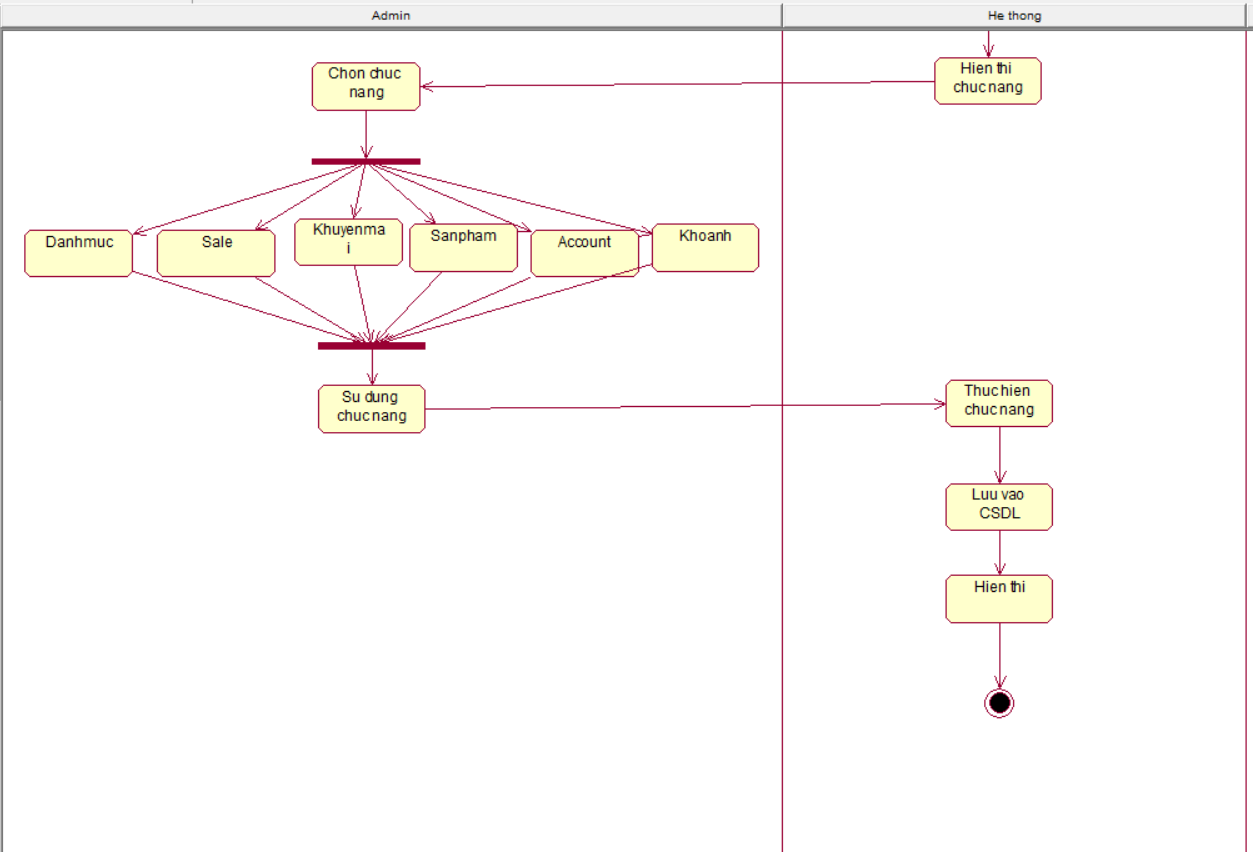 Admin
He thong
Chon chuc
nang
Hien thi
chuc nang
Danhmuc
Sale
Khuyenma
i
Sanpham
Account
Khoanh
Su dung
chuc nang
Thuc hien
chuc nang
Luu vao
CSDL
Hien thi